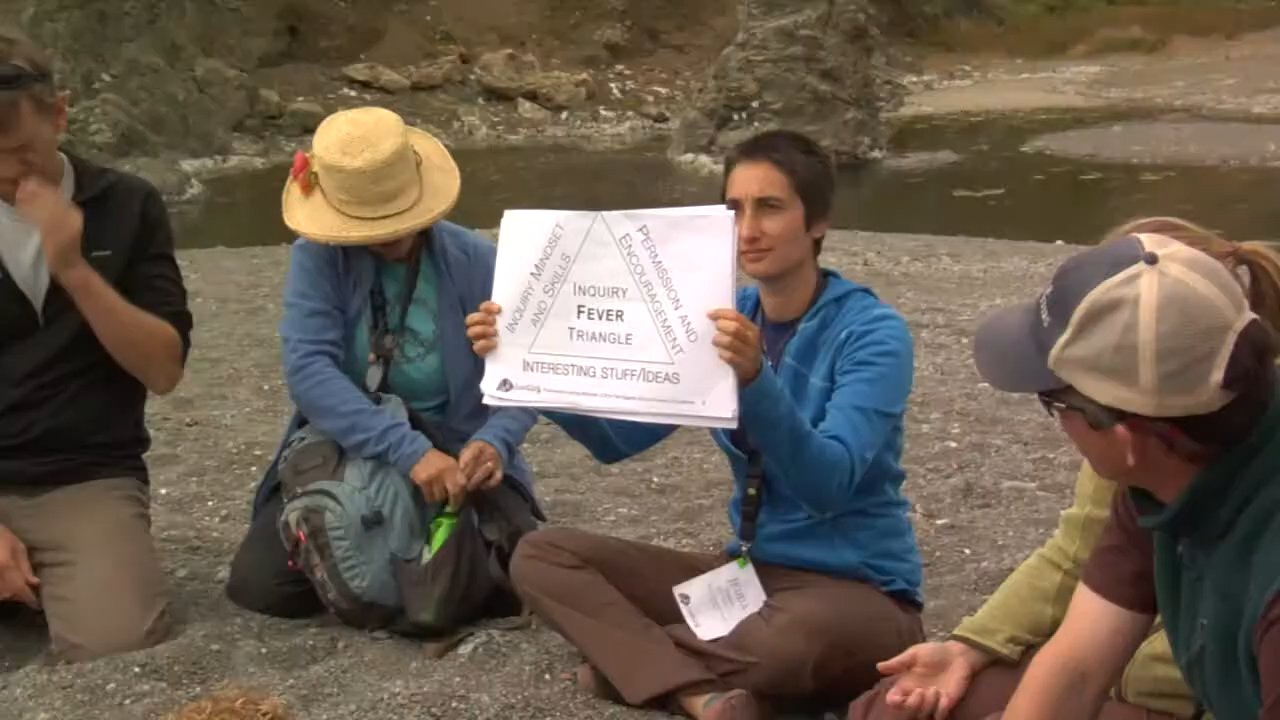 INQUIRY MINDSET
AND SKILLS
PERMISSION AND
ENCOURAGEMENT
INQUIRY
FEVER
TRIANGLE
INTERESTING STUFF/IDEAS